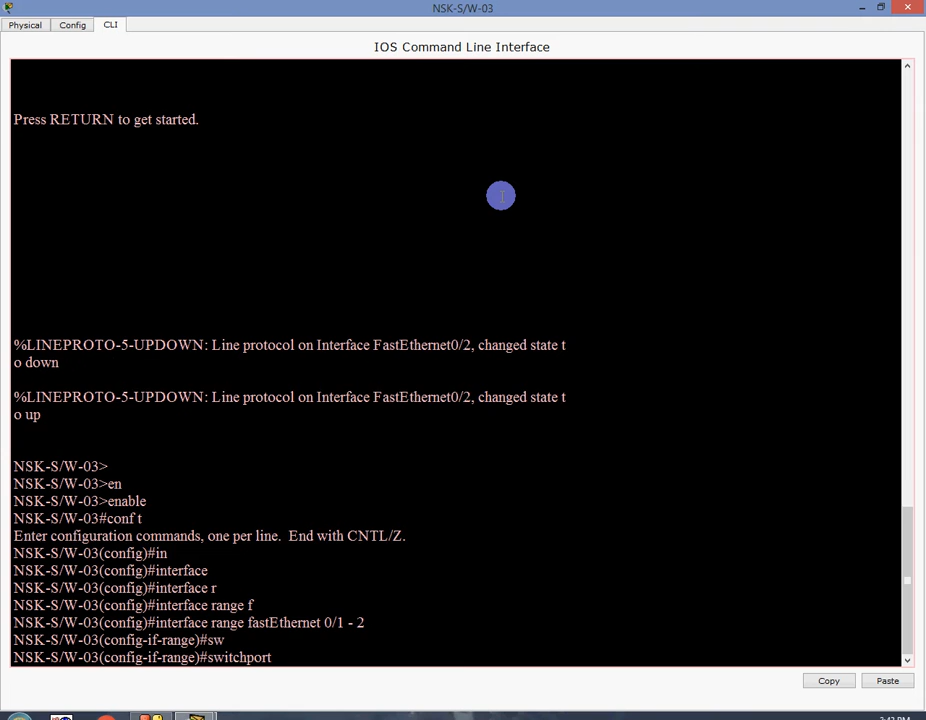 NSK-S/W-03
Physical
Config
CLI
IOS Command Line Interface
Press RETURN to get started.
%LINEPROTO-5-UPDOWN: Line protocol on Interface FastEthernet0/2, changed state t
o down
%LINEPROTO-5-UPDOWN: Line protocol on Interface FastEthernet0/2, changed state t
o up
NSK-S/W-03>
NSK-S/W-03>en
NSK-S/W-03>enable
NSK-S/W-03#conf t
Enter configuration commands, one per line.  End with CNTL/Z.
NSK-S/W-03(config)#in
NSK-S/W-03(config)#interface
NSK-S/W-03(config)#interface r
NSK-S/W-03(config)#interface range f
NSK-S/W-03(config)#interface range fastEthernet 0/1 - 2
NSK-S/W-03(config-if-range)#sw
NSK-S/W-03(config-if-range)#switchport
Copy
Paste